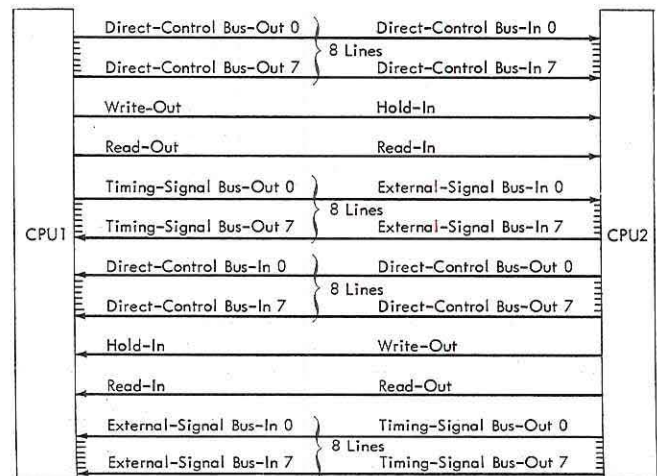 Direct-Control Bus-Out 0 Direct-Control Bus-In 0
8 Lines
Direct-Control Bus-Out 7 Direct-Control Bus-In 7
Write-Out Hold-In
Read-Out Read-In
Timing-Signal Bus-Out 0 External-Signal Bus-In 0
8 Lines
CPU1 Timing-Signal Bus-Out 7 External-Signal Bus-In 7 CPU2
Direct-Control Bus-In 0 Direct-Control Bus-Out 0
8 Lines
Direct-Control Bus-In 7 Direct-Control Bus-Out 7
Hold-In Write-Out
Read-In Read-Out
External-Signal Bus-In 0 Timing-Signal Bus-Out 0
8 Lines
External-Signal Bus-In 7 Timing-Signal Bus-Out 7